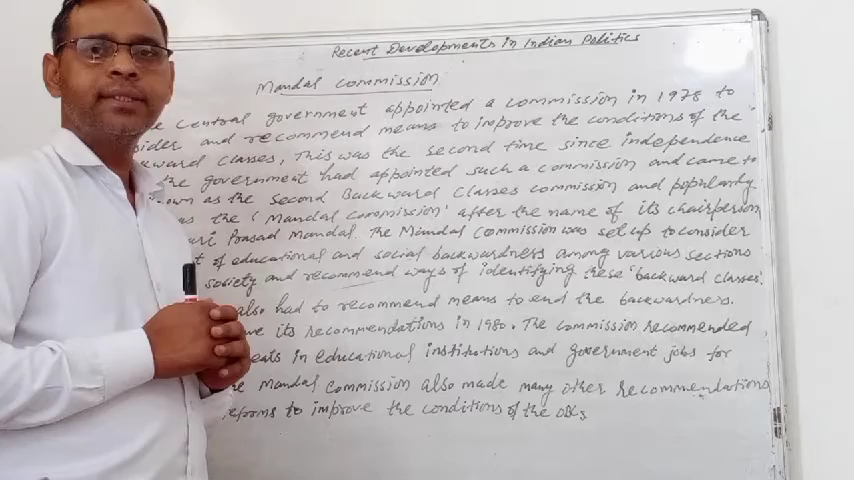 Recent Developments in Indian Politics
Mandal Commission
Central government appointed a commission in 1978 to
and recommend means to improve the conditions of the
classes, This was the second time since independence
the government had appointed such a commission and came to
as the Second Backward Classes commission and popularly
as the 'Mandal Commission' after the name of its chairperson,
Prasad Mandal. The Mandal Commission was set up to consider
of educational and social backwardness among various sections
society and recommend ways of identifying these 'backward classes'.
also had to recommend means to end the backwardness.
its recommendations in 1980. The commission recommended
in educational institutions and government jobs for
Mandal Commission also made many other recommendations
to improve the conditions of the OBCs